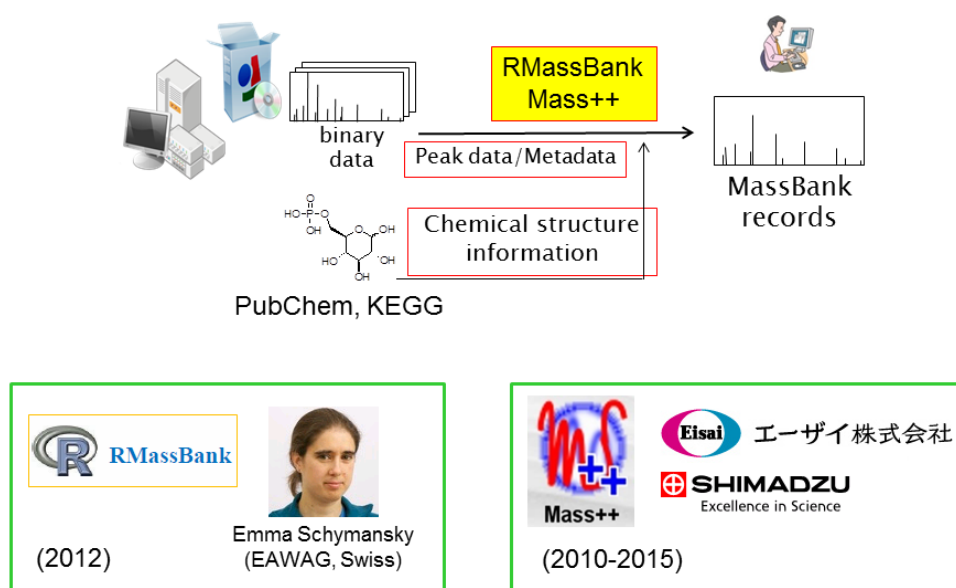 RMassBank
Mass++
binary
data
Peak data/Metadata
MassBank
records
HO-P-O
O
OH
HO
O
OH
HO
OH
OH
Chemical structure
information
PubChem, KEGG
R RMassBank
Emma Schymansky
(EAWAG, Swiss)
(2012)
mS
++
Mass++
Eisai エーザイ株式会社
SHIMADZU
Excellence in Science
(2010-2015)